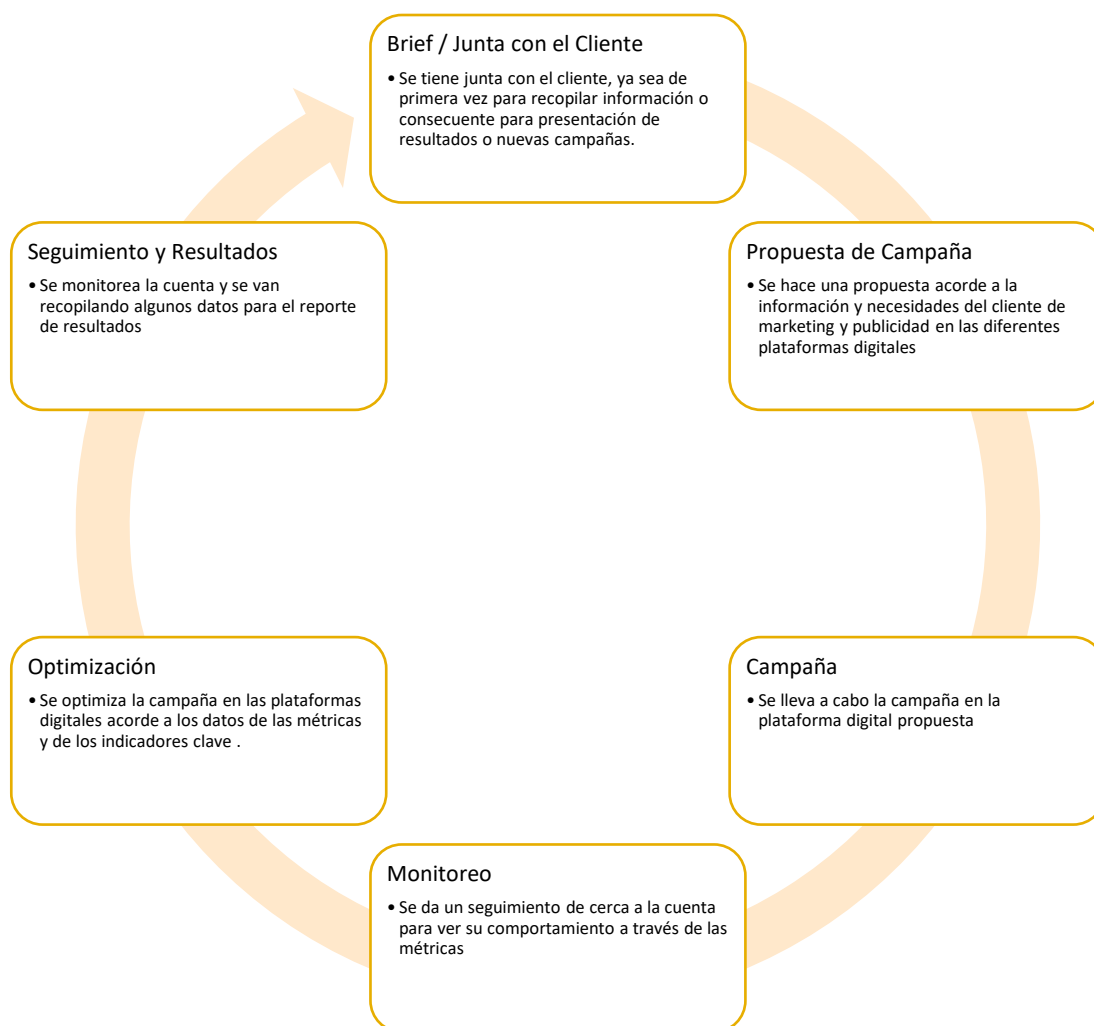 Brief / Junta con el Cliente
• Se tiene junta con el cliente, ya sea de
primera vez para recopilar información o
consecuente para presentación de
resultados o nuevas campañas.
Propuesta de Campaña
• Se hace una propuesta acorde a la
información y necesidades del cliente de
marketing y publicidad en las diferentes
plataformas digitales
Campaña
• Se lleva a cabo la campaña en la
plataforma digital propuesta
Monitoreo
• Se da un seguimiento de cerca a la cuenta
para ver su comportamiento a través de las
métricas
Optimización
• Se optimiza la campaña en las plataformas
digitales acorde a los datos de las métricas
y de los indicadores clave .
Seguimiento y Resultados
• Se monitorea la cuenta y se van
recopilando algunos datos para el reporte
de resultados